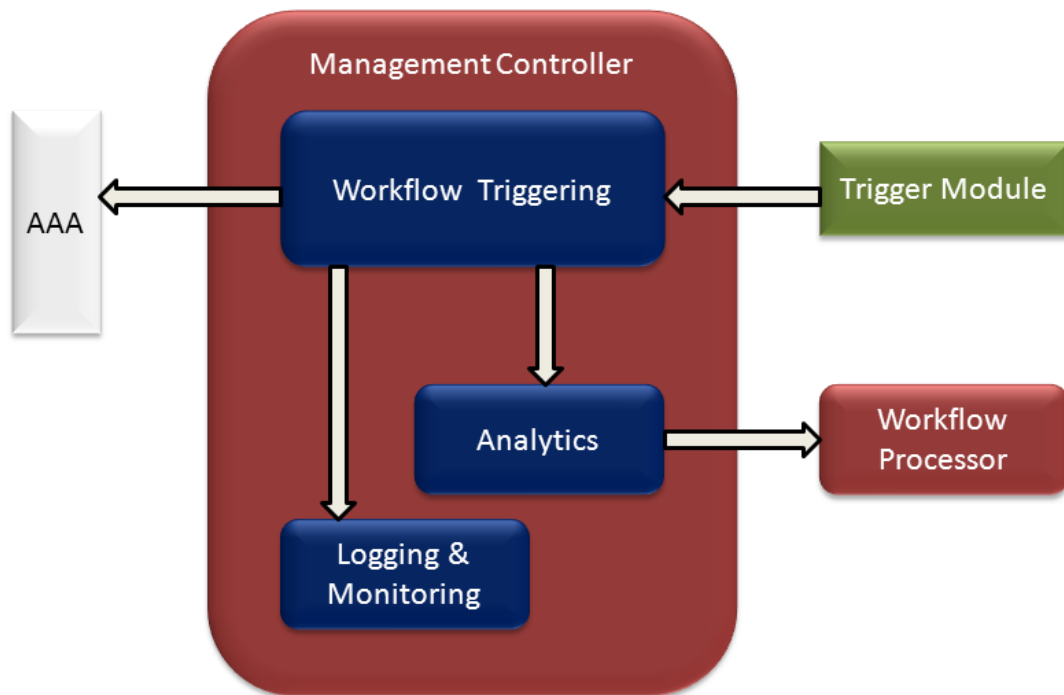 Management Controller
Workflow Triggering
Trigger Module
AAA
Analytics
Workflow
Processor
Logging &
Monitoring